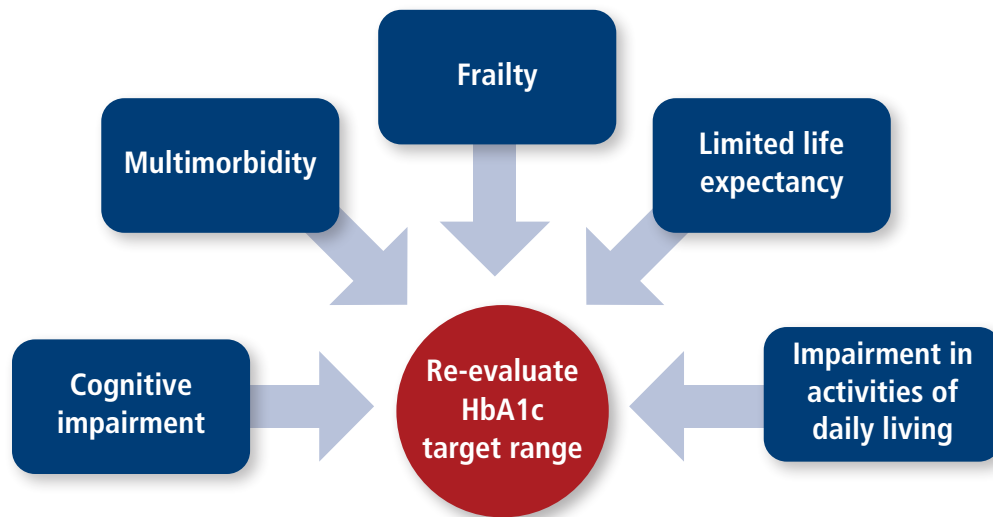 Frailty
Multimorbidity
Limited life
expectancy
Cognitive
impairment
Re-evaluate
HbA1c
target range
Impairment in
activities of
daily living